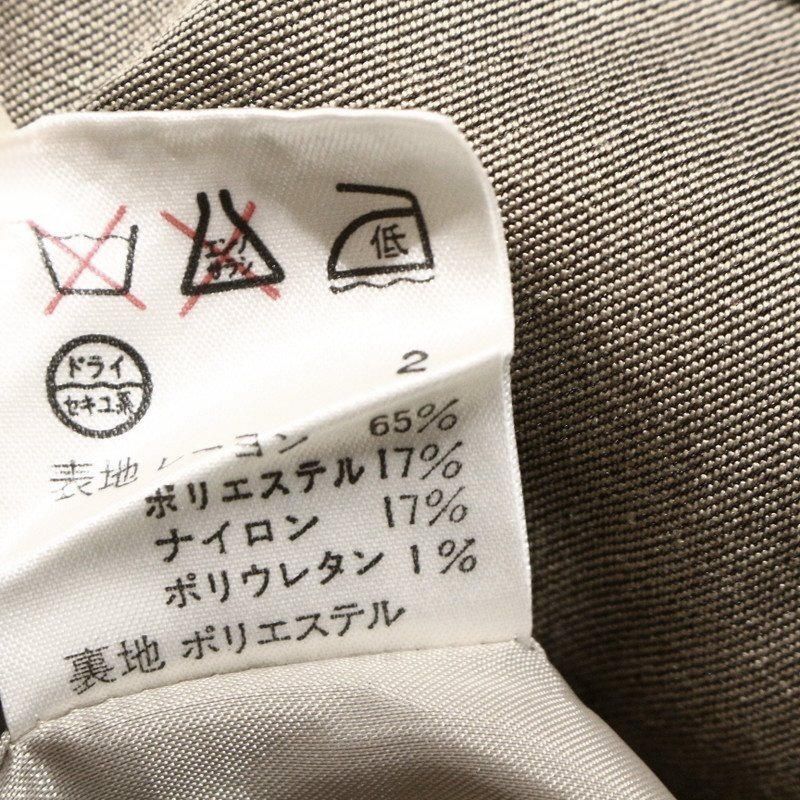 エンソ サラシ
低
ドライ
セキユ系
2
表地 レーヨン 65%
ポリエステル 17%
ナイロン 17%
ポリウレタン 1%
裏地 ポリエステル